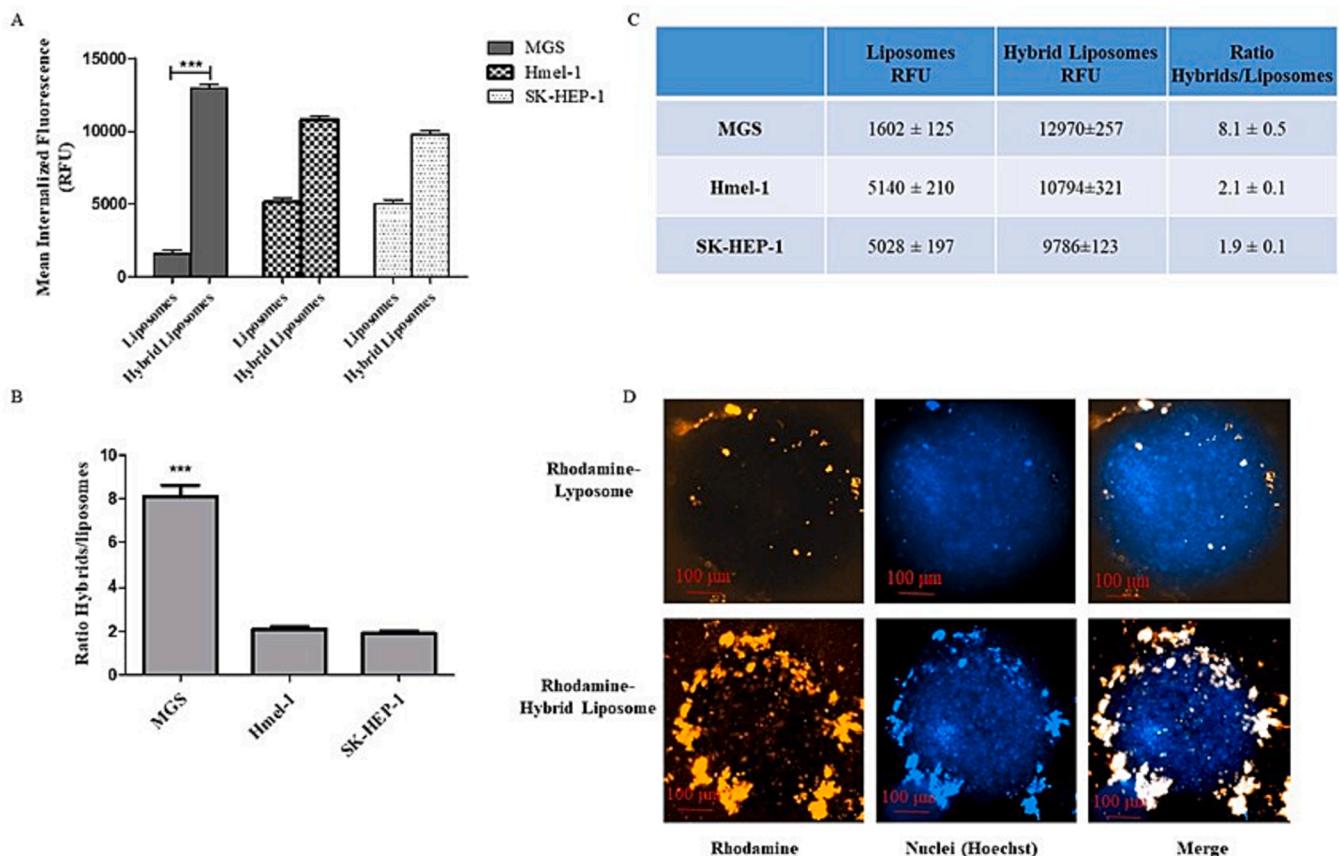 A
Mean Internalized Fluorescence
(RFU)
15000
10000
5000
0
***
MGS
Hmel-1
SK-HEP-1
Liposomes
Hybrid Liposomes
Liposomes
Hybrid Liposomes
Liposomes
Hybrid Liposomes
C
Liposomes
RFU
Hybrid Liposomes
RFU
Ratio
Hybrids/Liposomes
MGS
1602 ± 125
12970±257
8.1 ± 0.5
Hmel-1
5140 ± 210
10794±321
2.1 ± 0.1
SK-HEP-1
5028 ± 197
9786±123
1.9 ± 0.1
B
Ratio Hybrids/liposomes
10
8
6
4
2
0
***
MGS
Hmel-1
SK-HEP-1
D
Rhodamine-
Lyposome
100 µm
100 µm
100 µm
Rhodamine-
Hybrid Liposome
100 µm
100 µm
100 µm
Rhodamine
Nuclei (Hoechst)
Merge